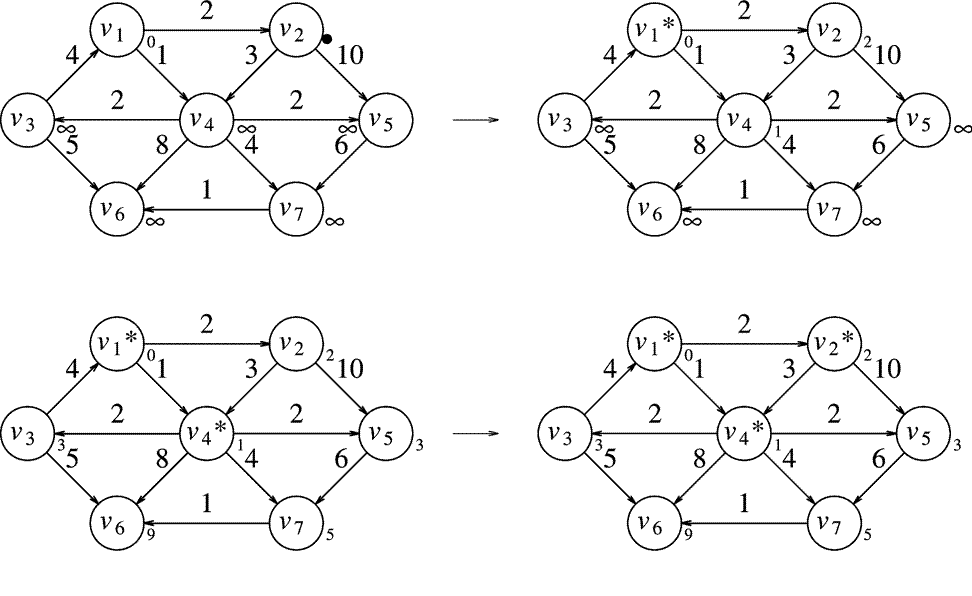 2 2
v1 v2 v1* v2
0 0 2
4 1 3 10 4 1 3 10
2 2 2 2
v3 v4 v5 v3 v4 v5
∞ ∞ ∞ ∞ 1 ∞
5 8 4 6 5 8 4 6
1 1
v6 v7 v6 v7
∞ ∞ ∞ ∞
2 2
v1* v2 v1* v2*
0 2 0 2
4 1 3 10 4 1 3 10
2 2 2 2
v3 v4* v5 v3 v4* v5
3 1 3 3 1 3
5 8 4 6 5 8 4 6
1 1
v6 v7 v6 v7
9 5 9 5